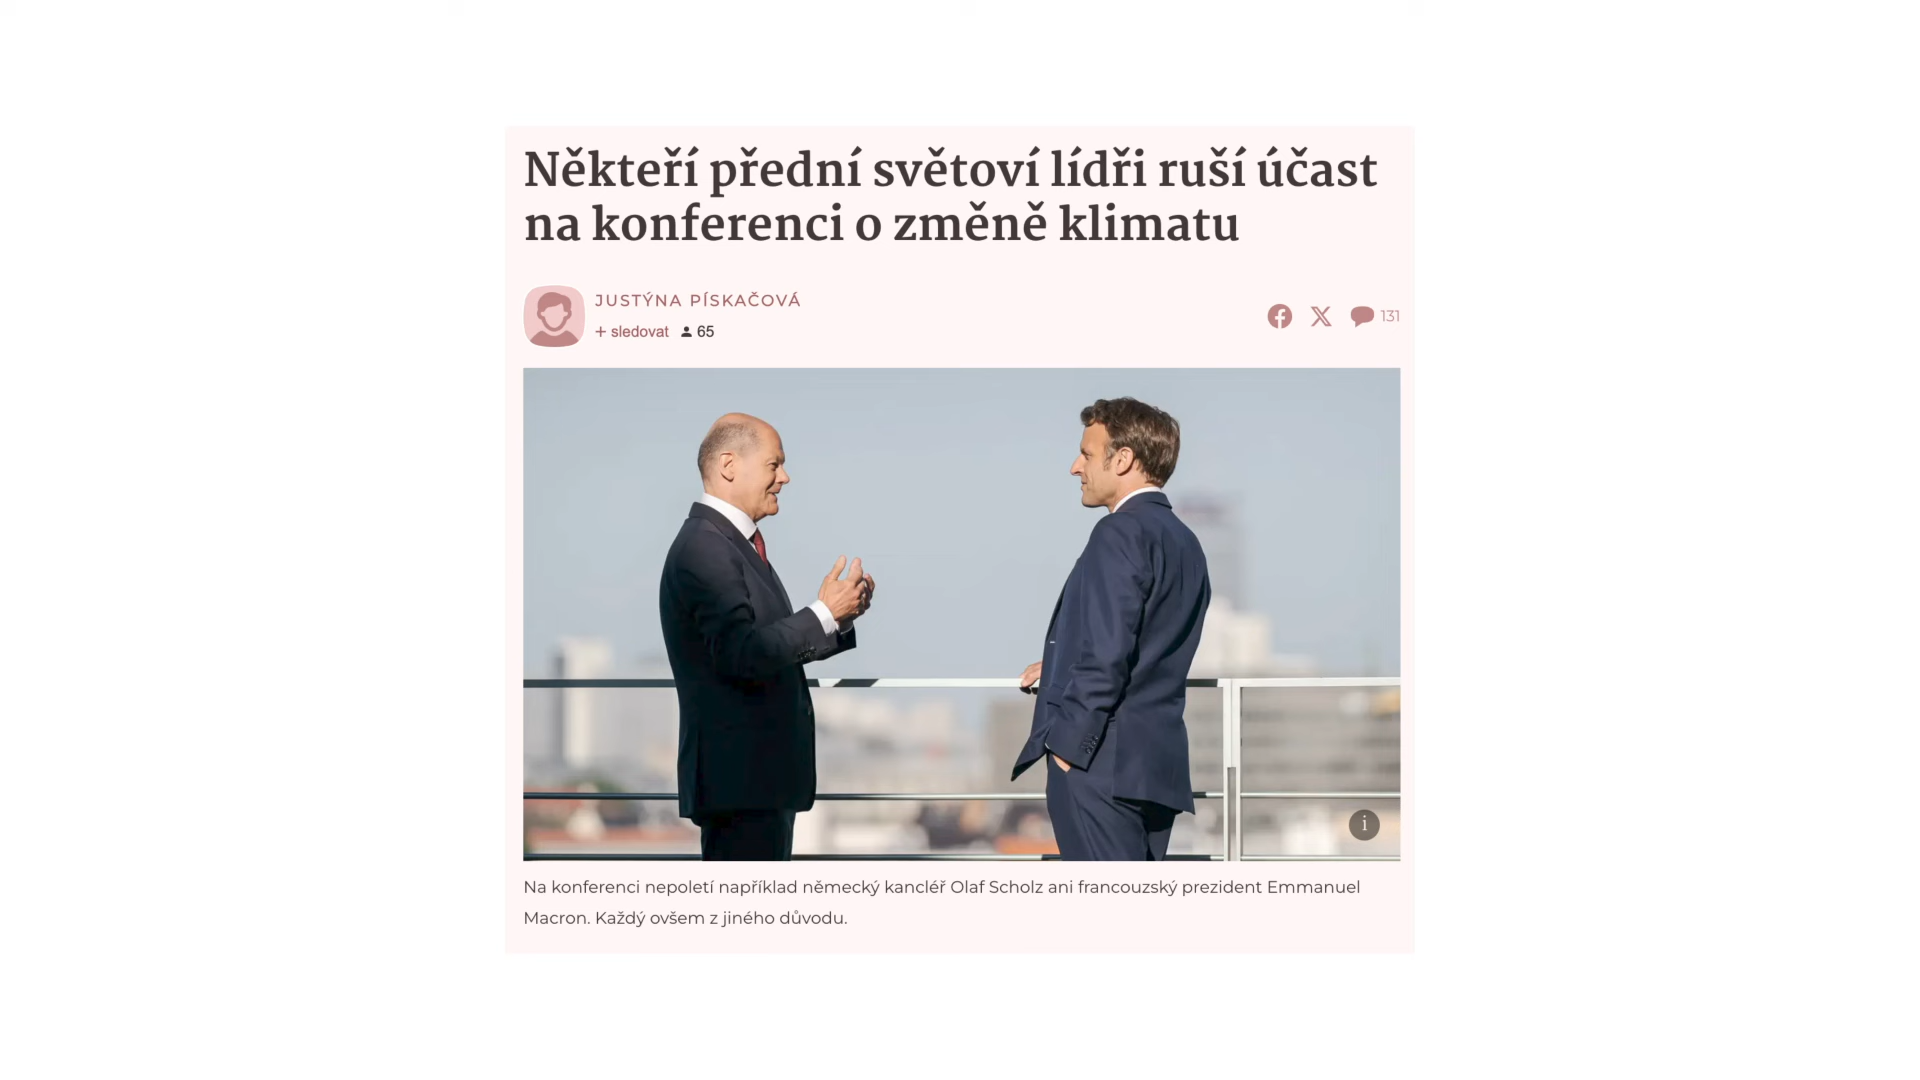 Někteří přední světoví lídři ruší účast
na konferenci o změně klimatu
JUSTÝNA PÍSKAČOVÁ
+ sledovat 65
131
i
Na konferenci nepoletí například německý kancléř Olaf Scholz ani francouzský prezident Emmanuel
Macron. Každý ovšem z jiného důvodu.